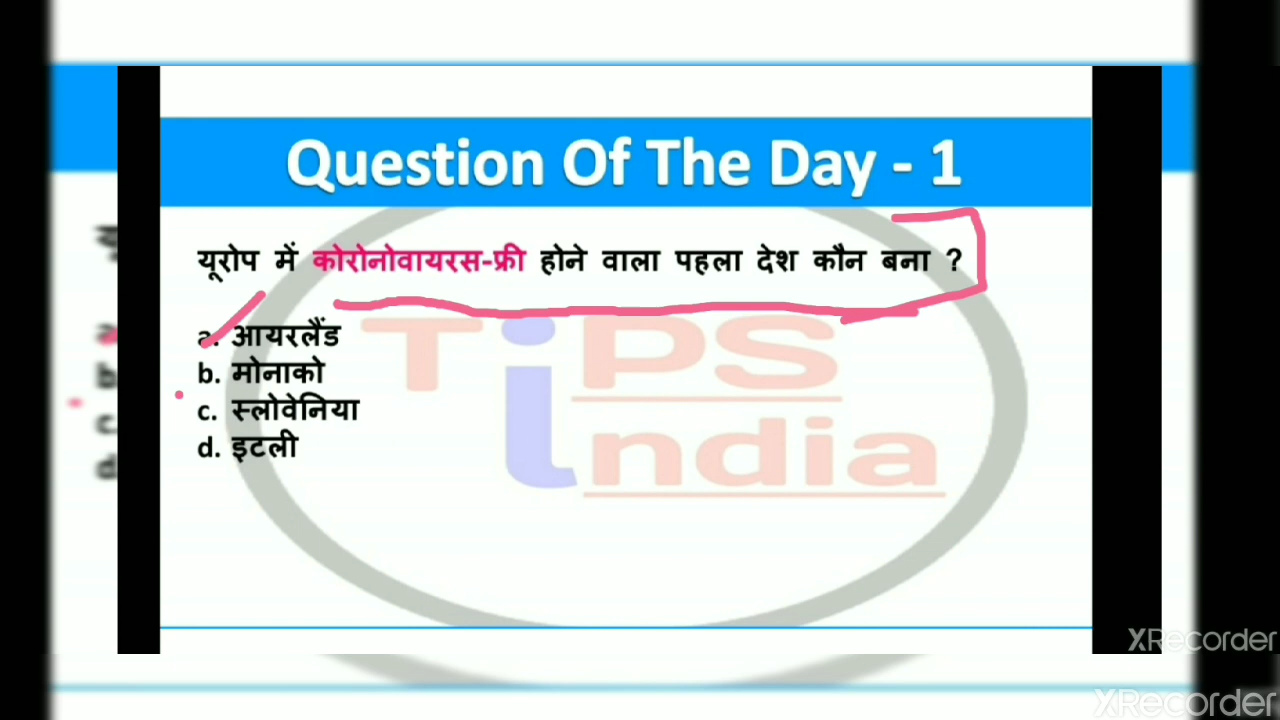 Question Of The Day - 1
यूरोप में कोरोनोवायरस-फ्री होने वाला पहला देश कौन बना ?
a. आयरलैंड
b. मोनाको
c. स्लोवेनिया
d. इटली
TiPS
india
XRecorder
XRecorder